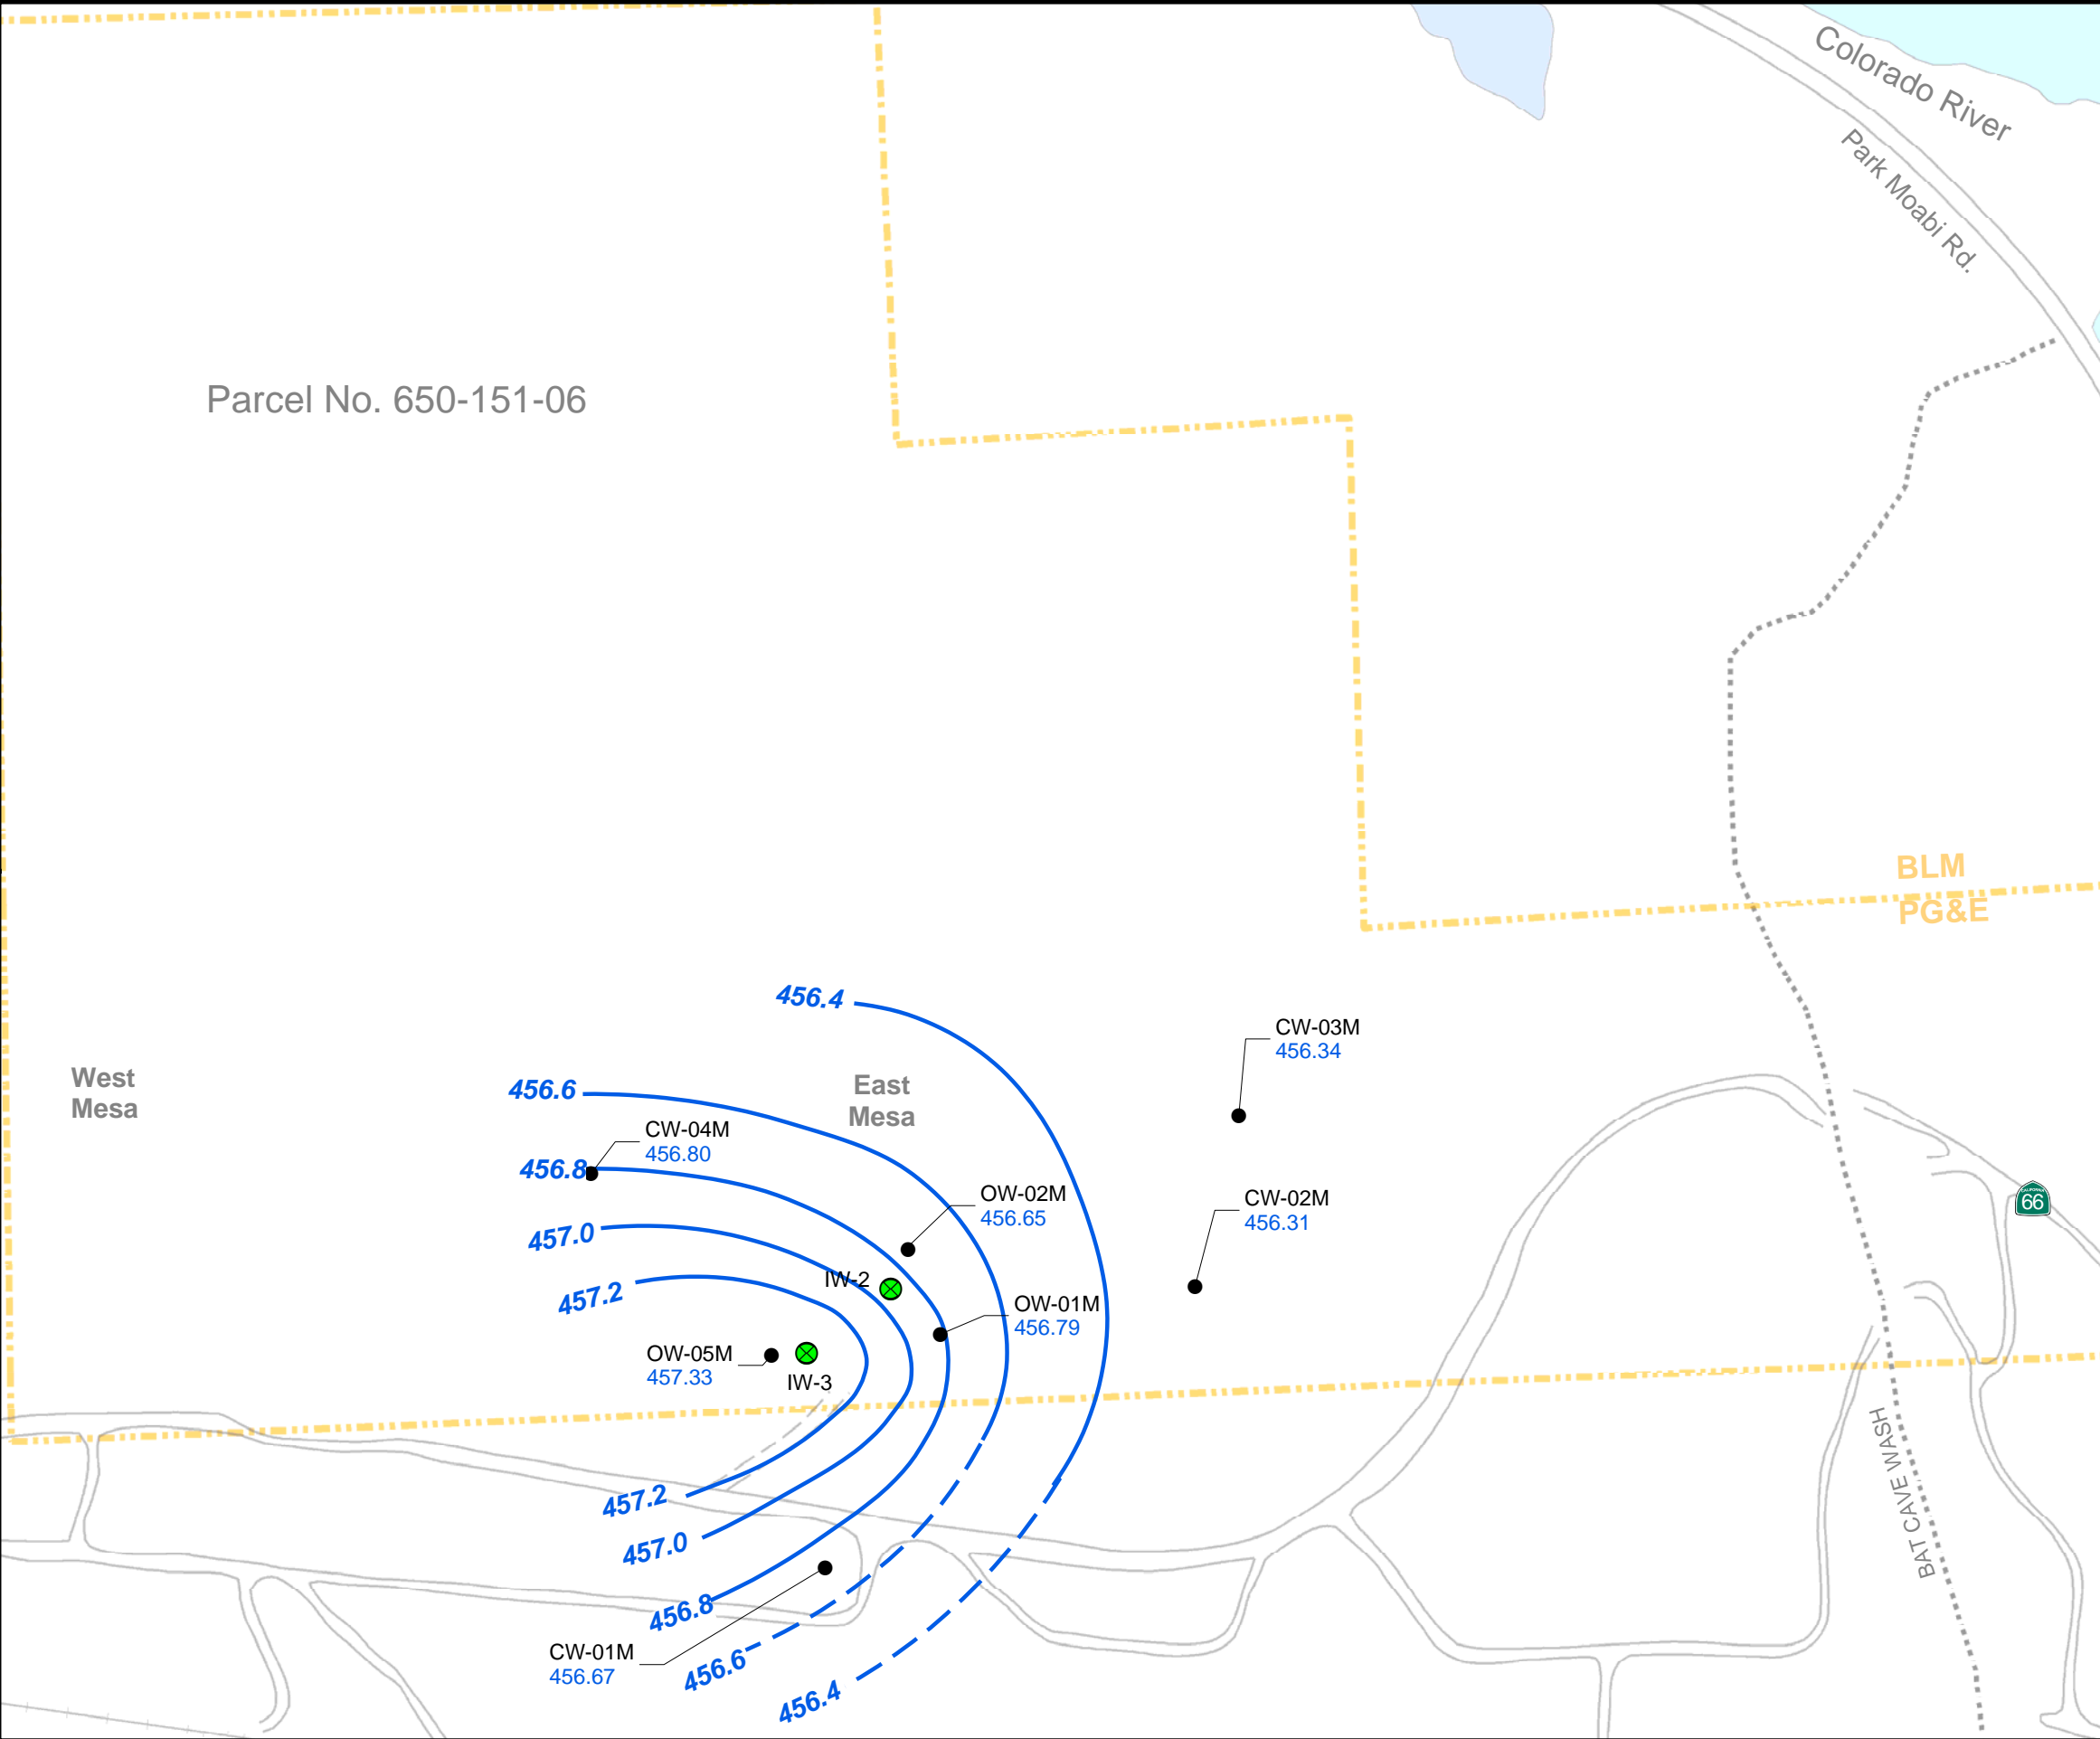 Colorado River
Park Moabi Rd.
Parcel No. 650-151-06
BLM
PG&E
456.4
CW-03M
456.34
West
Mesa
East
Mesa
456.6
CW-04M
456.80
456.8
OW-02M
456.65
CW-02M
456.31
CALIFORNIA
66
457.0
IW-2
457.2
OW-01M
456.79
OW-05M
457.33
IW-3
BAT CAVE WASH
457.2
457.0
456.8
CW-01M
456.67
456.6
456.4